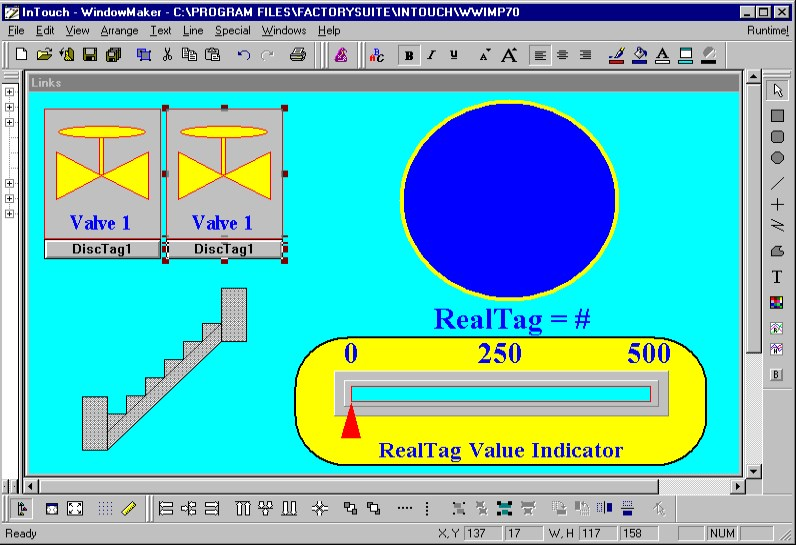 InTouch - WindowMaker - C:\PROGRAM FILES\FACTORYSUITE\INTOUCH\WWIMP70
File Edit View Arrange Text Line Special Windows Help Runtime!
B I U A A A
Links
Valve 1 Valve 1
DiscTag1 DiscTag1
RealTag = #
0 250 500
RealTag Value Indicator
T
B
Ready X, Y 137 17 W, H 117 158 NUM